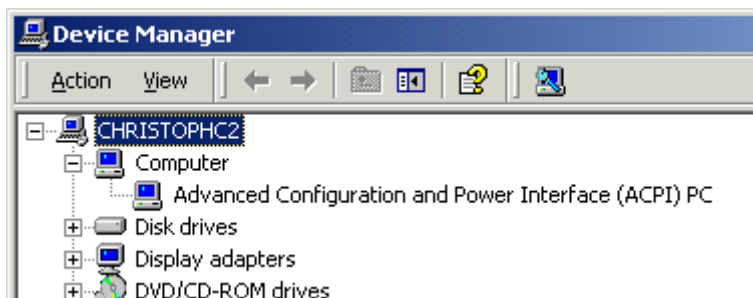 Device Manager
Action View
CHRISTOPHC2
Computer
Advanced Configuration and Power Interface (ACPI) PC
Disk drives
Display adapters
DVD/CD-ROM drives